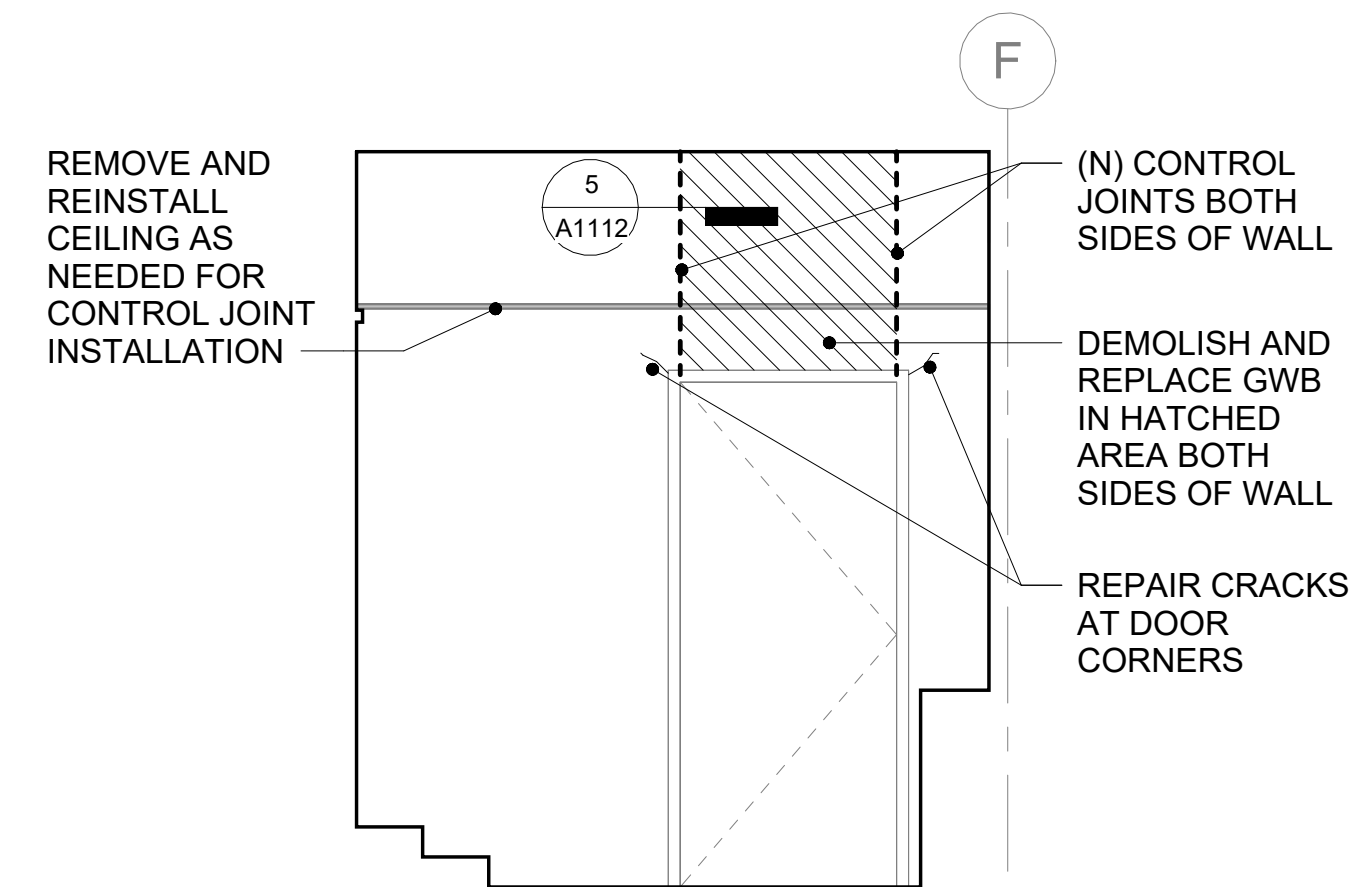 F
REMOVE AND
REINSTALL
CEILING AS
NEEDED FOR
CONTROL JOINT
INSTALLATION
5
A1112
(N) CONTROL
JOINTS BOTH
SIDES OF WALL
DEMOLISH AND
REPLACE GWB
IN HATCHED
AREA BOTH
SIDES OF WALL
REPAIR CRACKS
AT DOOR
CORNERS